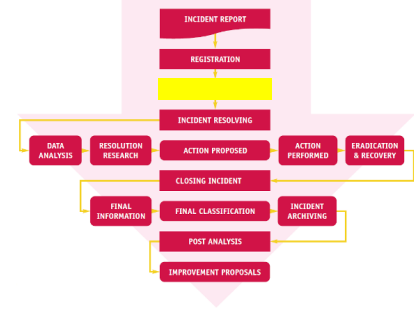 INCIDENT REPORT
REGISTRATION
INCIDENT RESOLVING
DATA
ANALYSIS
RESOLUTION
RESEARCH
ACTION PROPOSED
ACTION
PERFORMED
ERADICATION
& RECOVERY
CLOSING INCIDENT
FINAL
INFORMATION
FINAL CLASSIFICATION
INCIDENT
ARCHIVING
POST ANALYSIS
IMPROVEMENT PROPOSALS